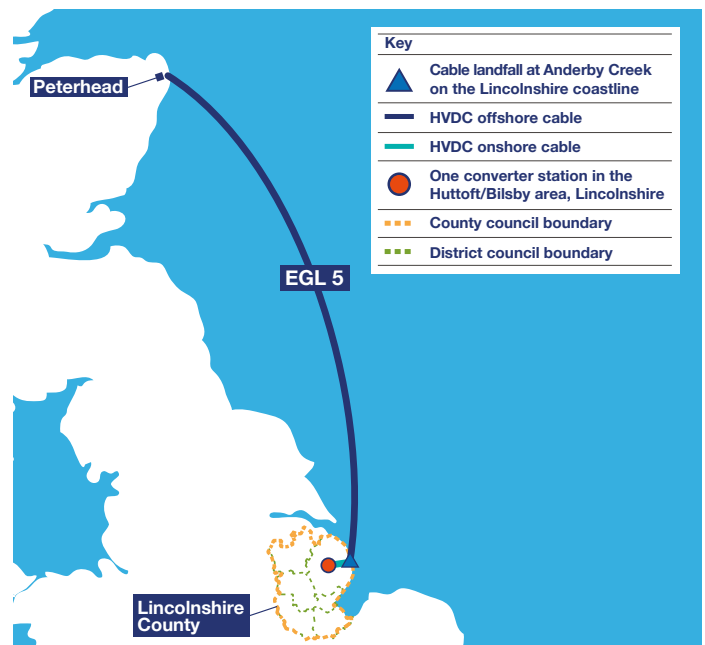 Peterhead
Key
Cable landfall at Anderby Creek
on the Lincolnshire coastline
HVDC offshore cable
HVDC onshore cable
One converter station in the
Huttoft/Bilsby area, Lincolnshire
County council boundary
District council boundary
EGL 5
Lincolnshire
County